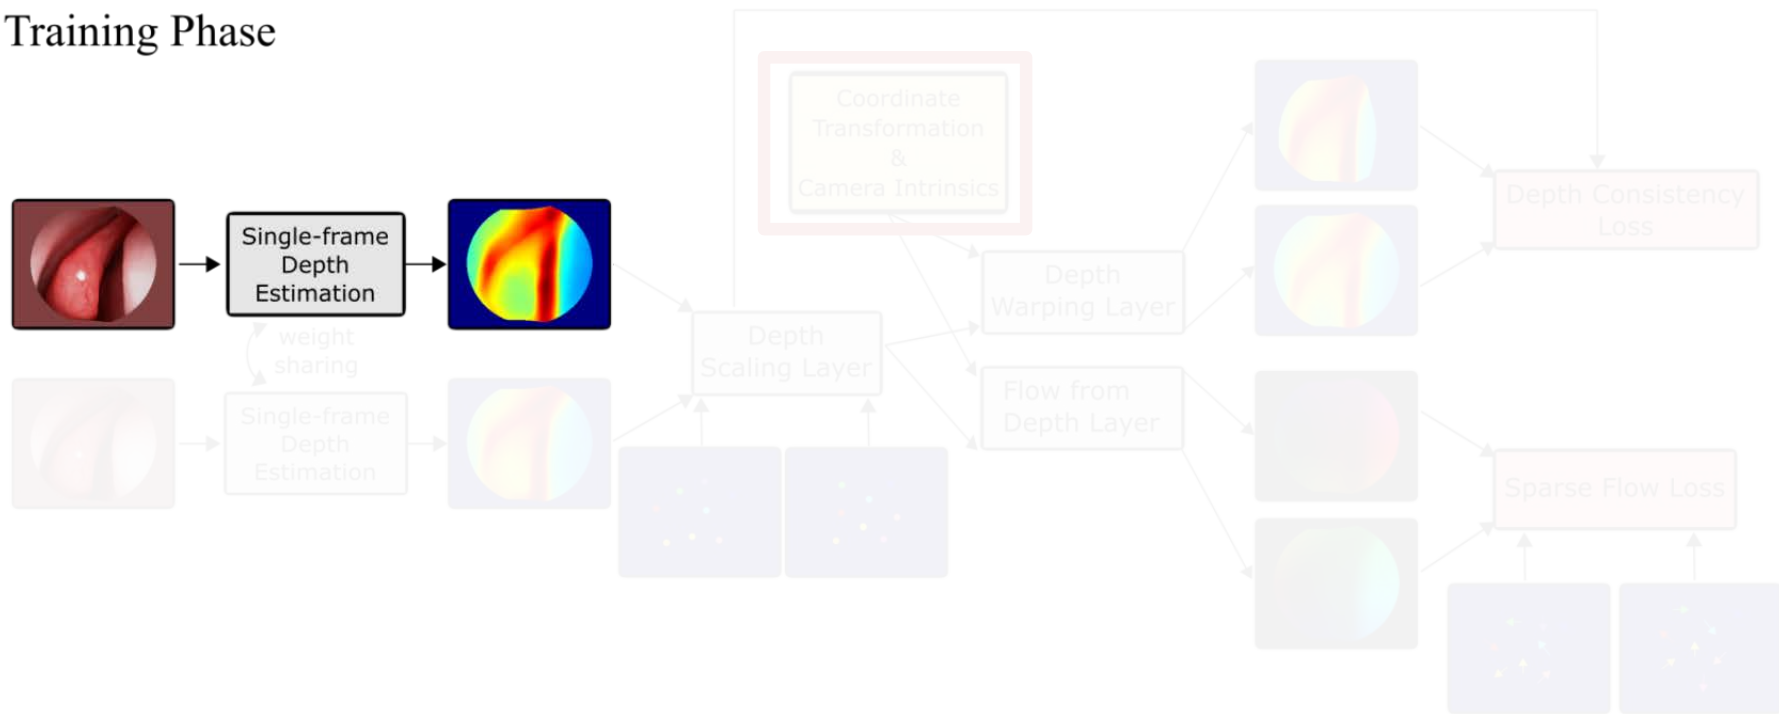 Training Phase
Coordinate
Transformation
&
Camera Intrinsics
Depth Consistency
Loss
Single-frame
Depth
Estimation
Depth
Warping Layer
weight
sharing
Depth
Scaling Layer
Flow from
Depth Layer
Single-frame
Depth
Estimation
Sparse Flow Loss